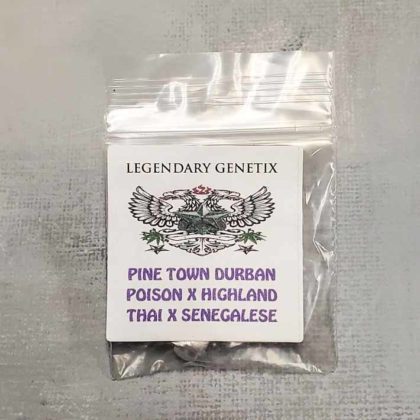 LEGENDARY GENETIX
PINE TOWN DURBAN
POISON X HIGHLAND
THAI X SENEGALESE